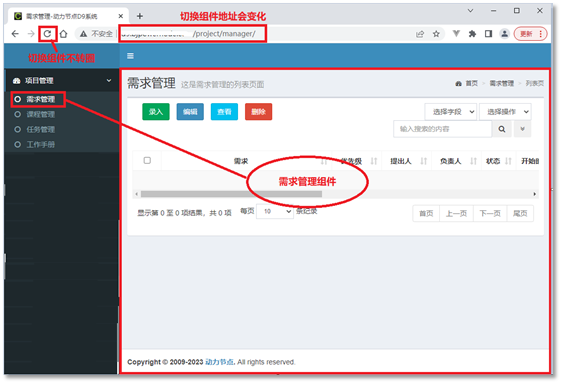 需求管理-动力节点D9系统
切换组件地址会变化
不安全
/project/manager/
更新
切换组件不转圈
项目管理
需求管理
课程管理
任务管理
工作手册
需求管理 这是需求管理的列表页面
需求管理
列表页
录入 编辑 查看 删除
选择字段 选择操作
输入搜索的内容
需求 优先级 提出人 负责人 状态
需求管理组件
显示第 0 至 0 项结果，共 0 项 每页 10 条记录
首页 上一页 下一页 尾页
Copyright © 2009-2023 动力节点. All rights reserved.